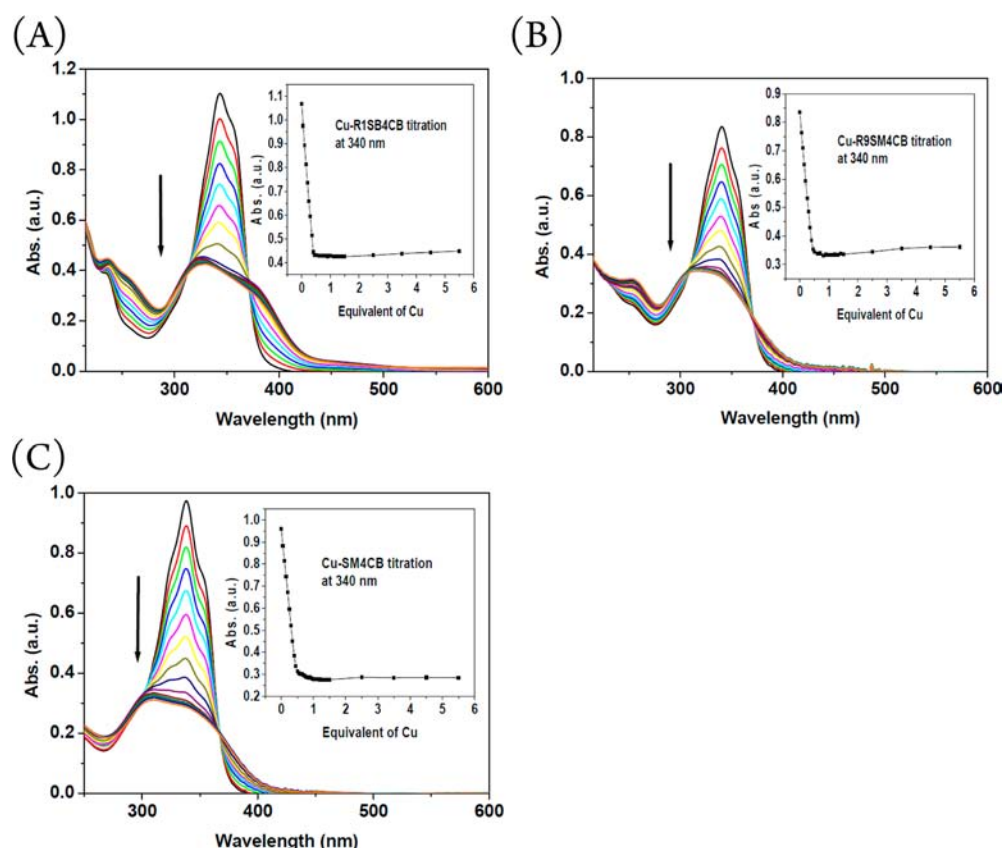 (A)
1.2
1.0
0.8
0.6
0.4
0.2
0.0
Abs. (a.u.)
300
400
500
600
Wavelength (nm)
1.1
1.0
0.9
0.8
0.7
0.6
0.5
0.4
Abs. (a.u.)
Cu-R1SB4CB titration
at 340 nm
0 1 2 3 4 5 6
Equivalent of Cu
(B)
1.0
0.8
0.6
0.4
0.2
0.0
Abs. (a.u.)
300
400
500
600
Wavelength (nm)
0.9
0.8
0.7
0.6
0.5
0.4
0.3
Abs. (a.u.)
Cu-R9SM4CB titration
at 340 nm
0 1 2 3 4 5 6
Equivalent of Cu
(C)
1.0
0.8
0.6
0.4
0.2
0.0
Abs. (a.u.)
300
400
500
600
Wavelength (nm)
1.0
0.9
0.8
0.7
0.6
0.5
0.4
0.3
0.2
Abs. (a.u.)
Cu-SM4CB titration
at 340 nm
0 1 2 3 4 5 6
Equivalent of Cu